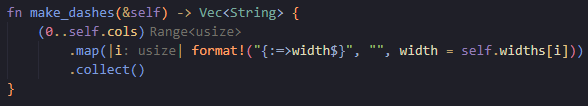 fn make_dashes(&self) -> Vec<String> {
    (0..self.cols) Range<usize>
        .map(|i: usize| format!("{:=>width$}", "", width = self.widths[i]))
        .collect()
}